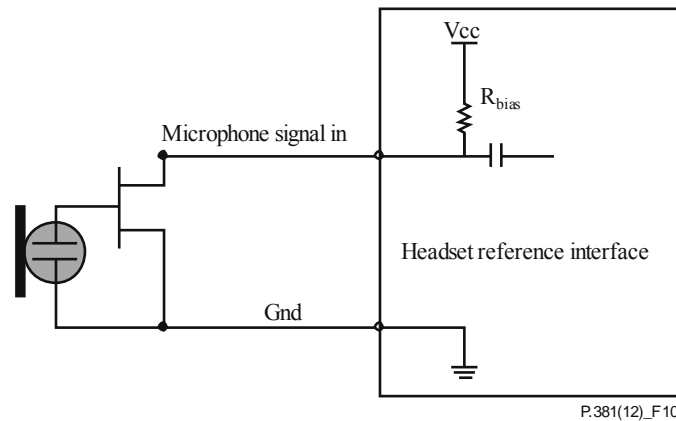 Vcc
R_bias
Microphone signal in
Headset reference interface
Gnd
P.381(12)_F10